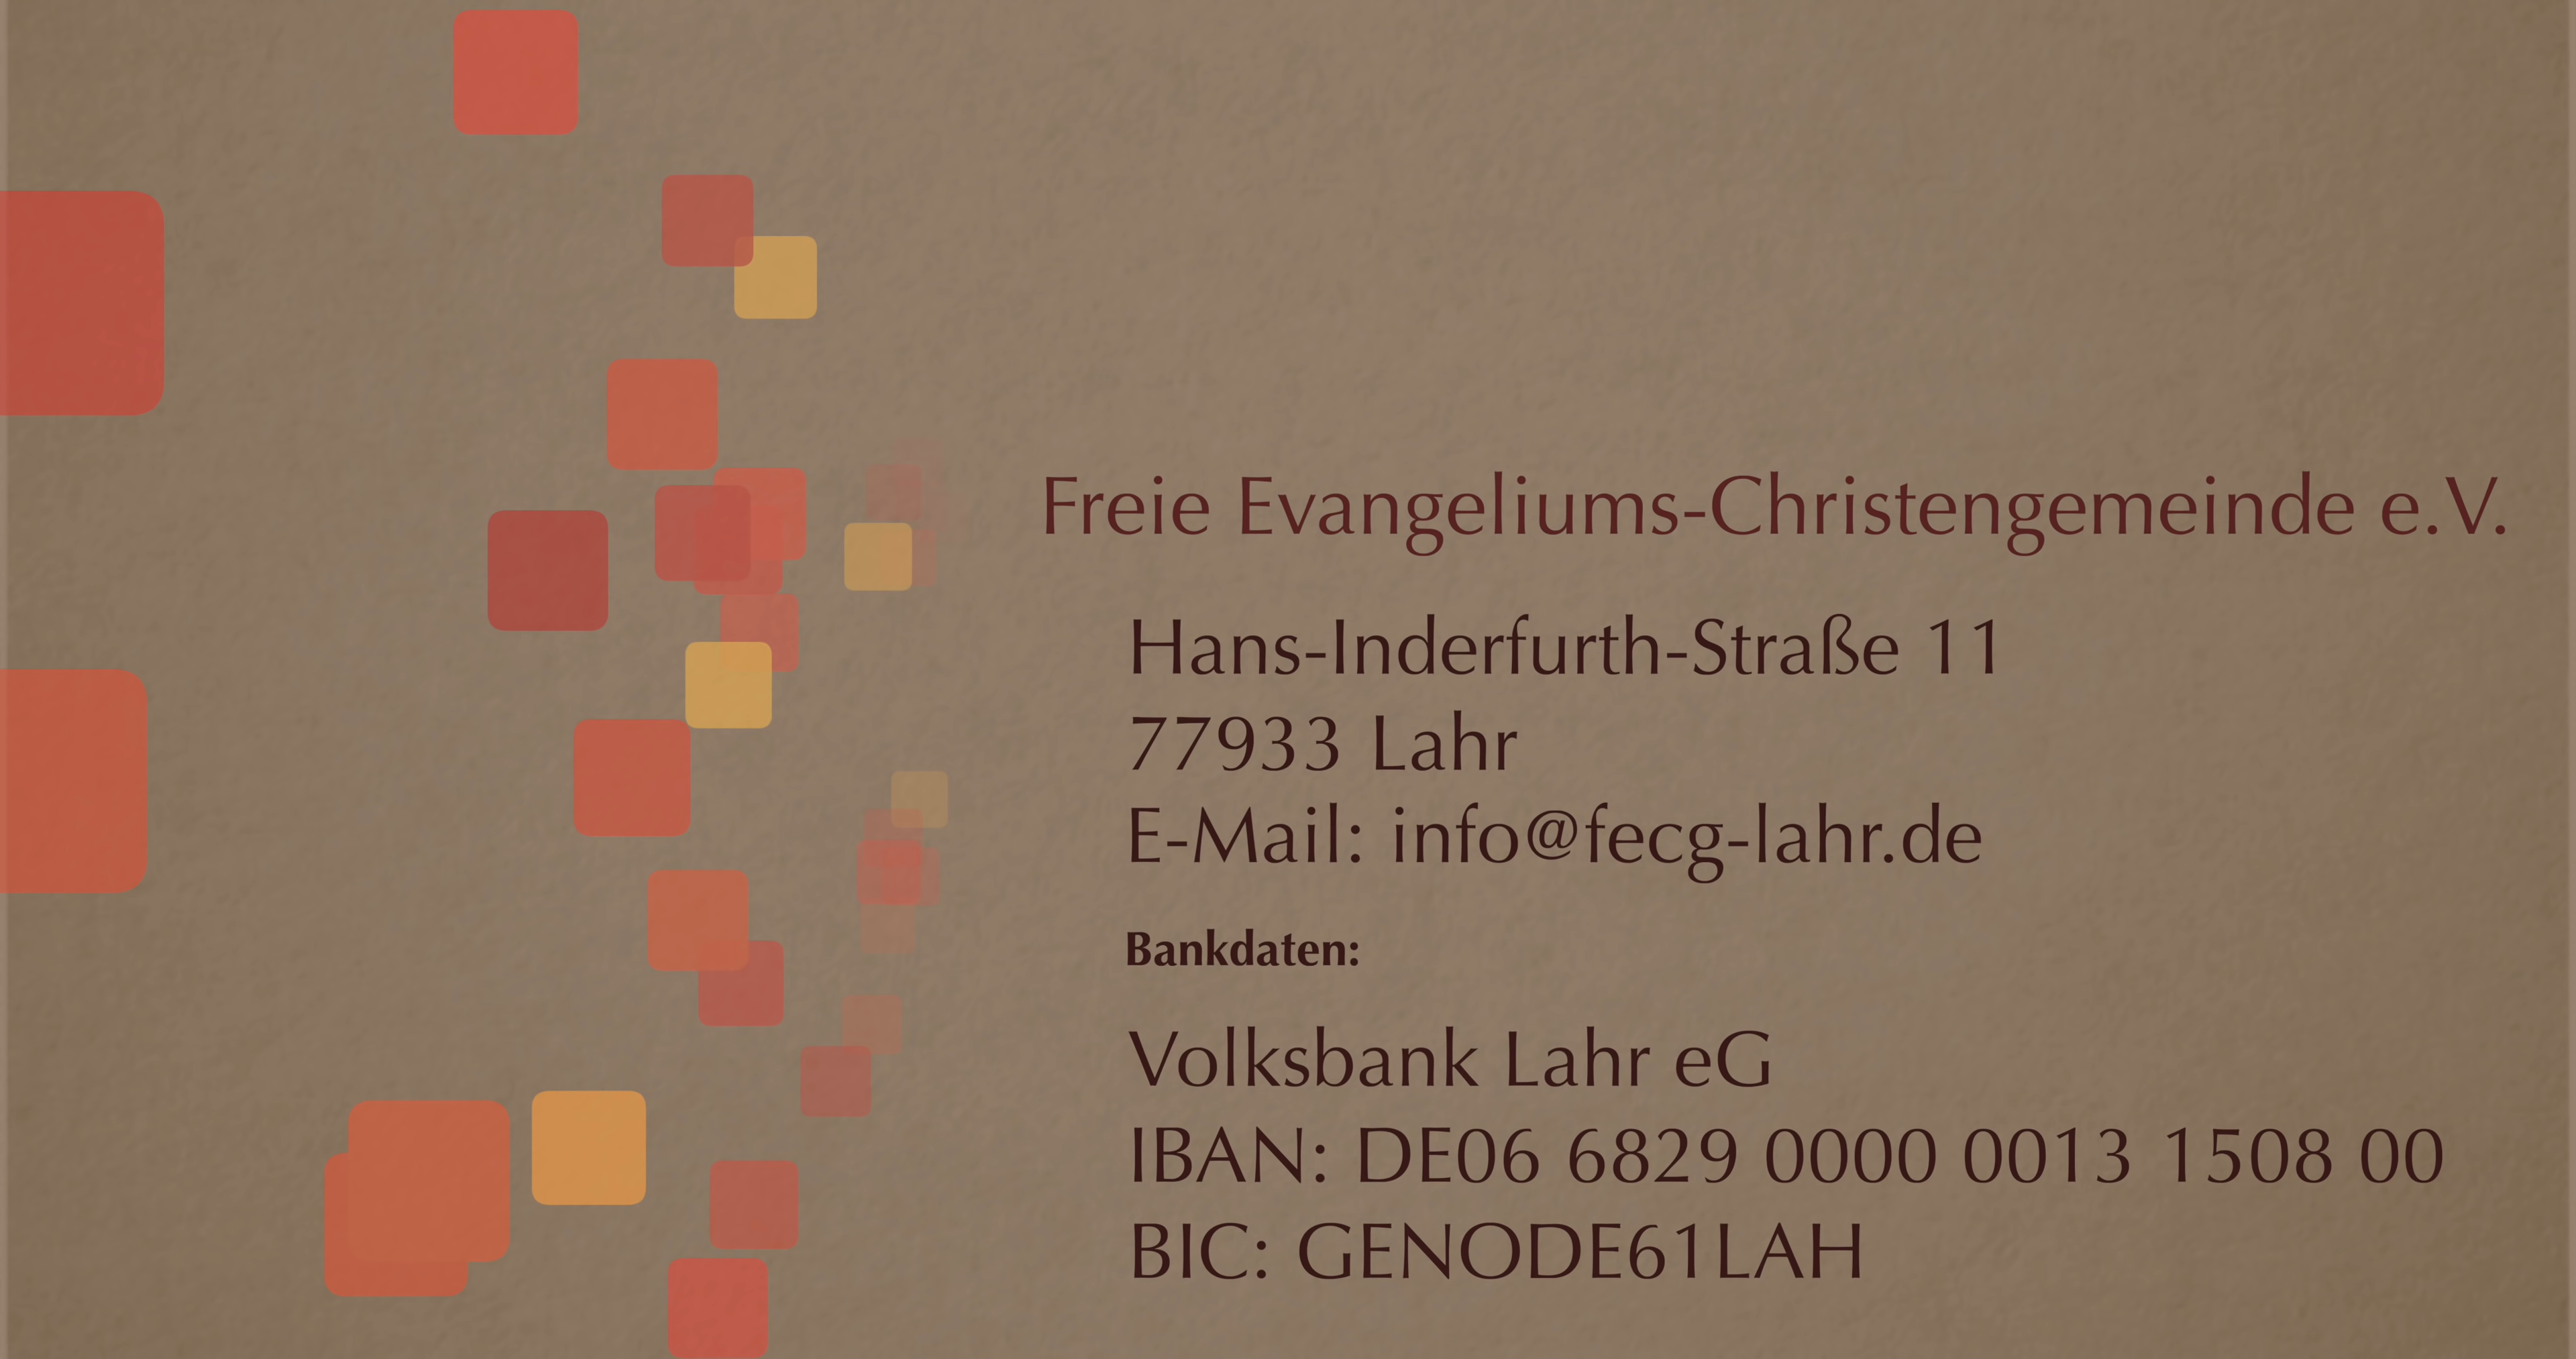 Freie Evangeliums-Christengemeinde e.V.
Hans-Inderfurth-Straße 11
77933 Lahr
E-Mail: info@fecg-lahr.de
Bankdaten:
Volksbank Lahr eG
IBAN: DE06 6829 0000 0013 1508 00
BIC: GENODE61LAH